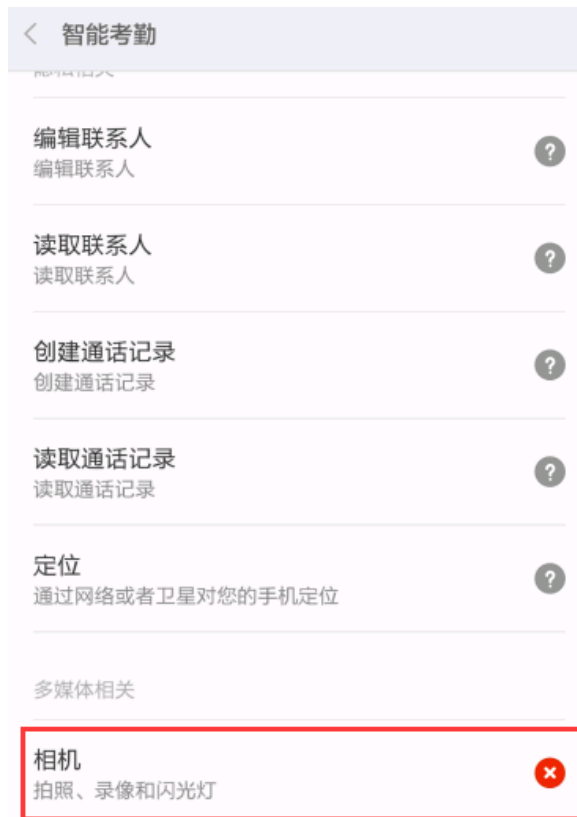 智能考勤
编辑联系人
编辑联系人
读取联系人
读取联系人
创建通话记录
创建通话记录
读取通话记录
读取通话记录
定位
通过网络或者卫星对您的手机定位
多媒体相关
相机
拍照、录像和闪光灯